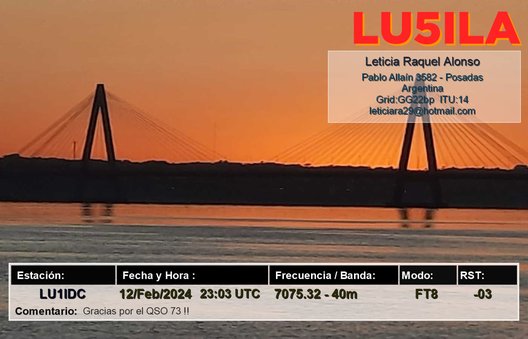 LU5ILA
Leticia Raquel Alonso
Pablo Allaín 3582 - Posadas
Argentina
Grid:GG22bp ITU:14
leticiara29@hotmail.com
Estación: Fecha y Hora : Frecuencia / Banda: Modo: RST:
LU1IDC 12/Feb/2024 23:03 UTC 7075.32 - 40m FT8 -03
Comentario: Gracias por el QSO 73 !!